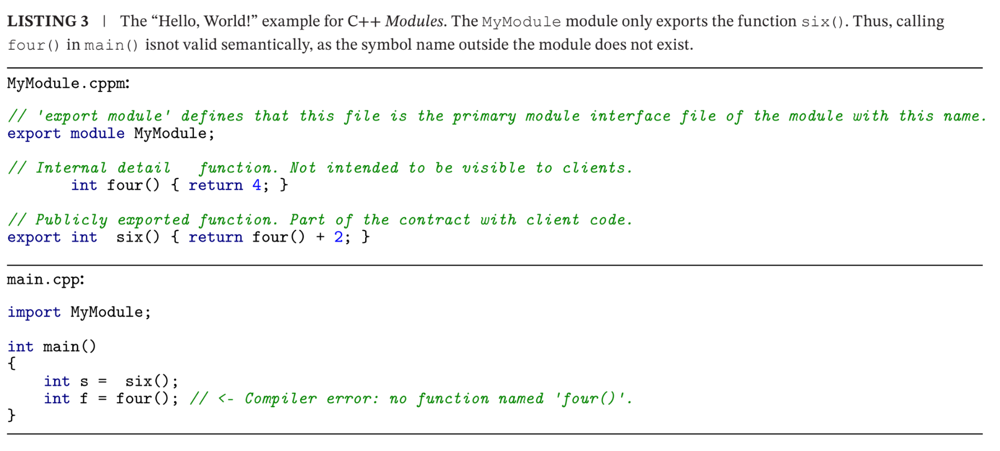 LISTING 3 | The “Hello, World!” example for C++ Modules. The MyModule module only exports the function six(). Thus, calling
four() in main() isnot valid semantically, as the symbol name outside the module does not exist.
MyModule.cppm:
// 'export module' defines that this file is the primary module interface file of the module with this name.
export module MyModule;
// Internal detail   function. Not intended to be visible to clients.
       int four() { return 4; }
// Publicly exported function. Part of the contract with client code.
export int  six() { return four() + 2; }
main.cpp:
import MyModule;
int main()
{
    int s =  six();
    int f = four(); // <- Compiler error: no function named 'four()'.
}